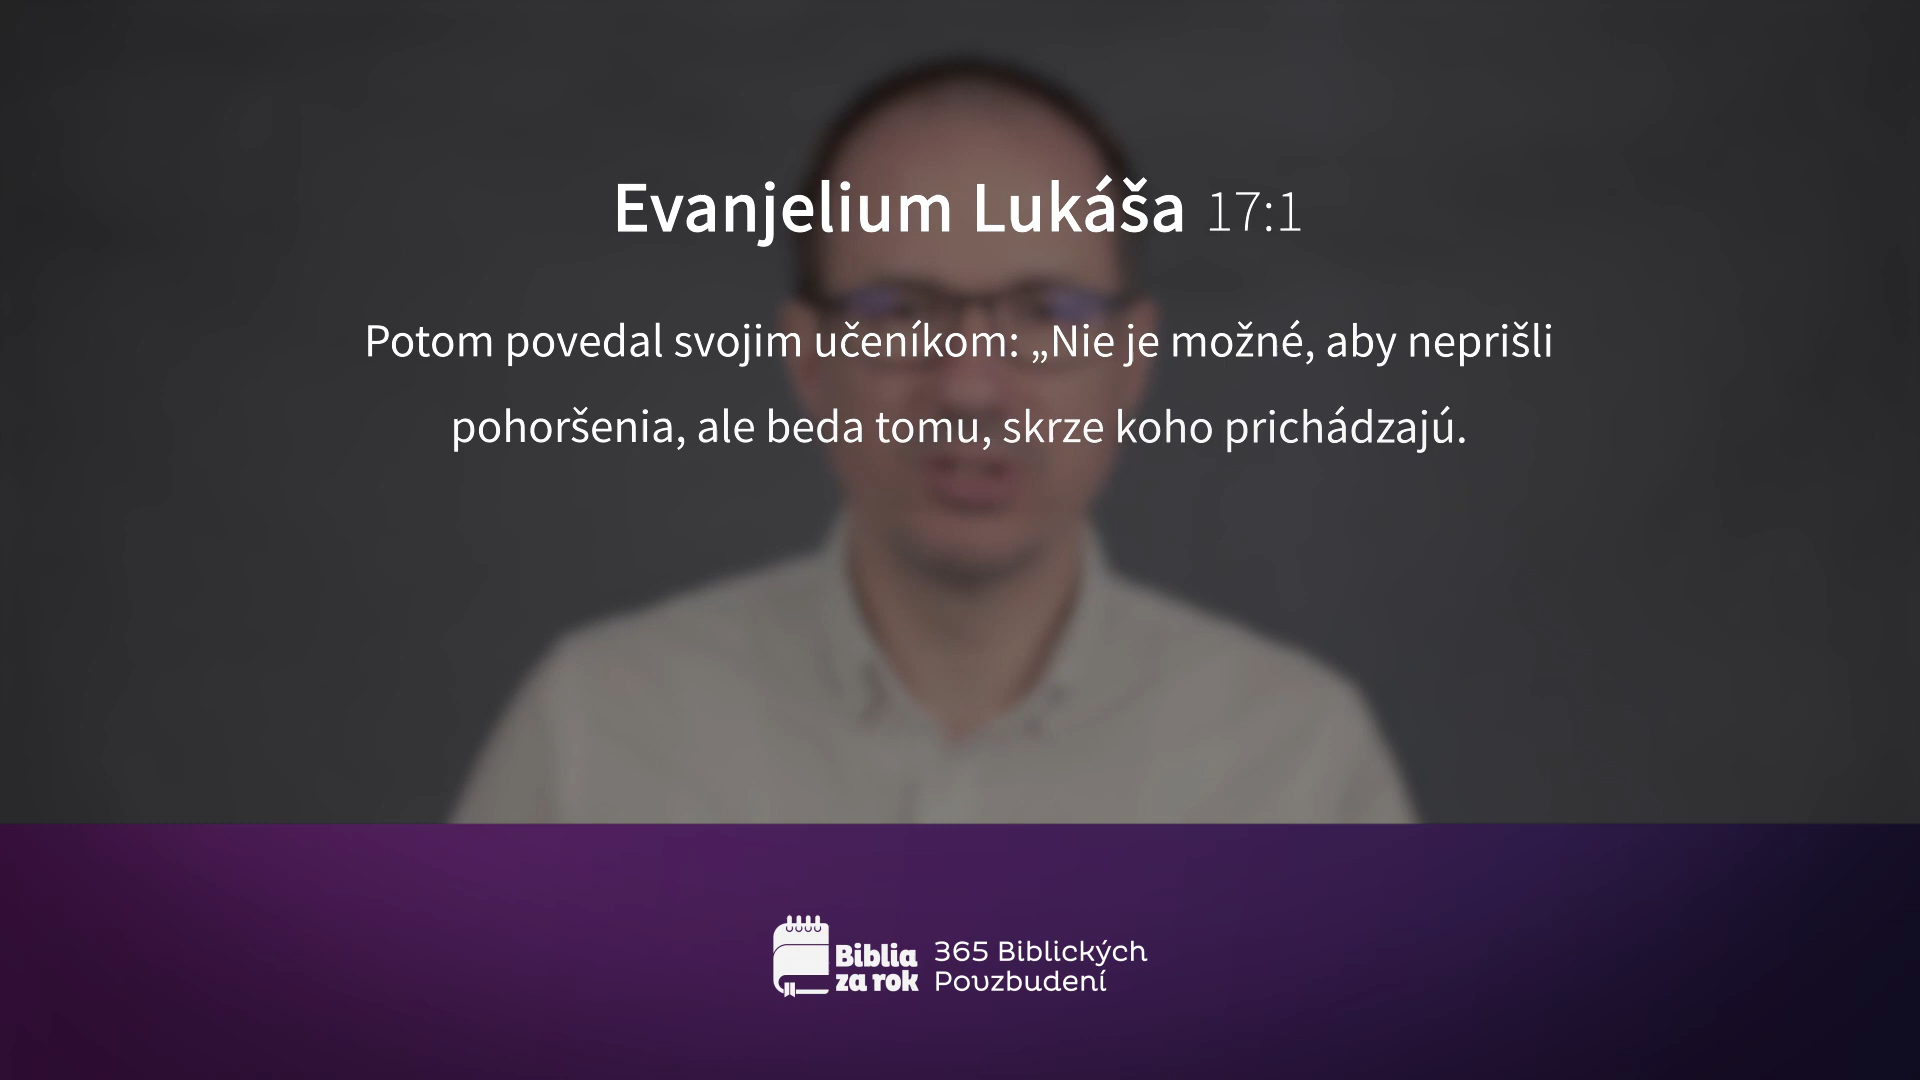 Evanjelium Lukáša 17:1
Potom povedal svojim učeníkom: „Nie je možné, aby neprišli
pohoršenia, ale beda tomu, skrze koho prichádzajú.
Biblia
za rok
365 Biblických
Povzbudení